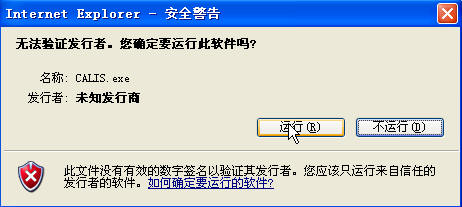 Internet Explorer - 安全警告
无法验证发行者。您确定要运行此软件吗?
名称: CALIS.exe
发行者: 未知发行商
运行(R) 不运行(D)
此文件没有有效的数字签名以验证其发行者。您应该只运行来自信任的
发行者的软件。如何确定要运行的软件?